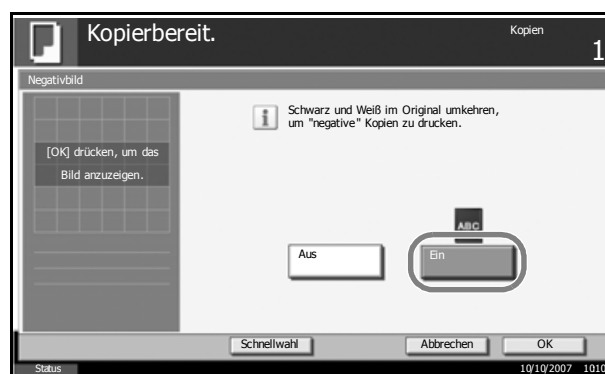 Kopierbereit.
Kopien
1
Negativbild
Schwarz und Weiß im Original umkehren,
um "negative" Kopien zu drucken.
[OK] drücken, um das
Bild anzuzeigen.
ABC
Aus
Ein
Schnellwahl
Abbrechen
OK
Status
10/10/2007 1010